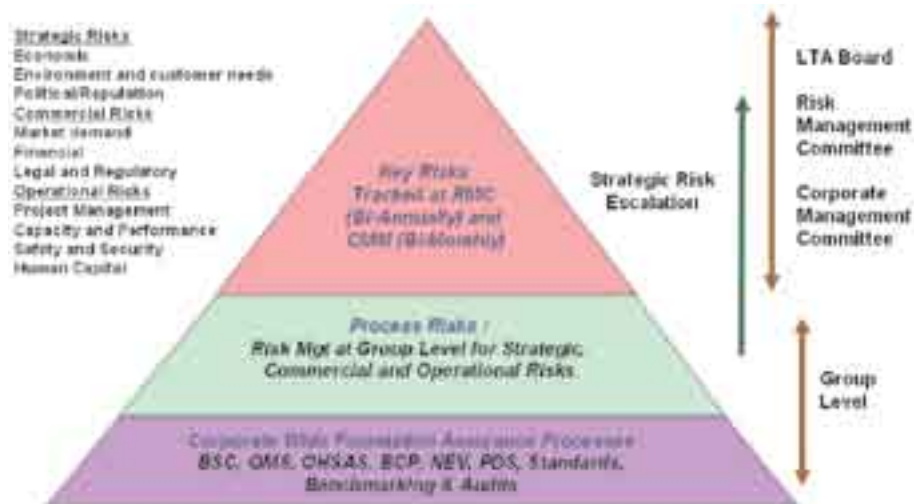 Strategic Risks
Economic
Environment and customer needs
Political/Reputation
Commercial Risks
Market demand
Financial
Legal and Regulatory
Operational Risks
Project Management
Capacity and Performance
Safety and Security
Human Capital
Key Risks
Tracked at RMC
(Bi-Annually) and
CMM (Bi-Monthly)
Process Risks :
Risk Mgt at Group Level for Strategic,
Commercial and Operational Risks
Corporate Wide Foundation Assurance Processes
BSC, QMS, OHSAS, BCP, NEV, PDS, Standards,
Benchmarking & Audits
Strategic Risk
Escalation
LTA Board
Risk
Management
Committee
Corporate
Management
Committee
Group
Level